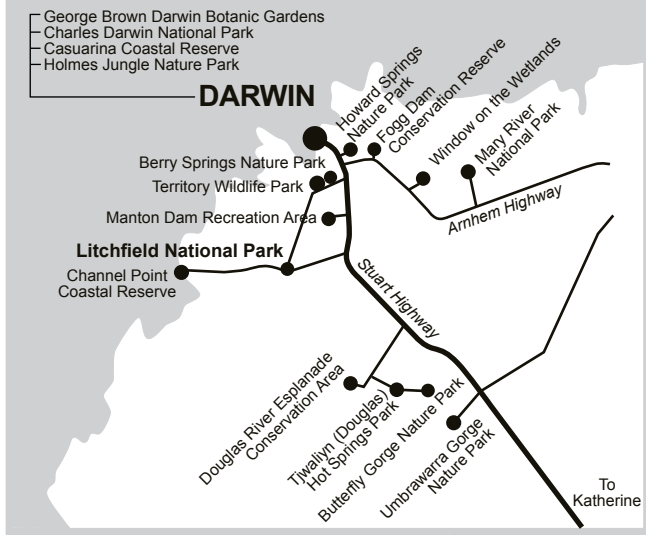 George Brown Darwin Botanic Gardens
Charles Darwin National Park
Casuarina Coastal Reserve
Holmes Jungle Nature Park
DARWIN
Howard Springs
Nature Park
Fogg Dam
Conservation Reserve
Window on the Wetlands
Mary River
National Park
Berry Springs Nature Park
Territory Wildlife Park
Manton Dam Recreation Area
Arnhem Highway
Litchfield National Park
Channel Point
Coastal Reserve
Stuart Highway
Douglas River Esplanade
Conservation Area
Tjwaliyn (Douglas)
Hot Springs Park
Butterfly Gorge Nature Park
Umbrawarra Gorge
Nature Park
To
Katherine